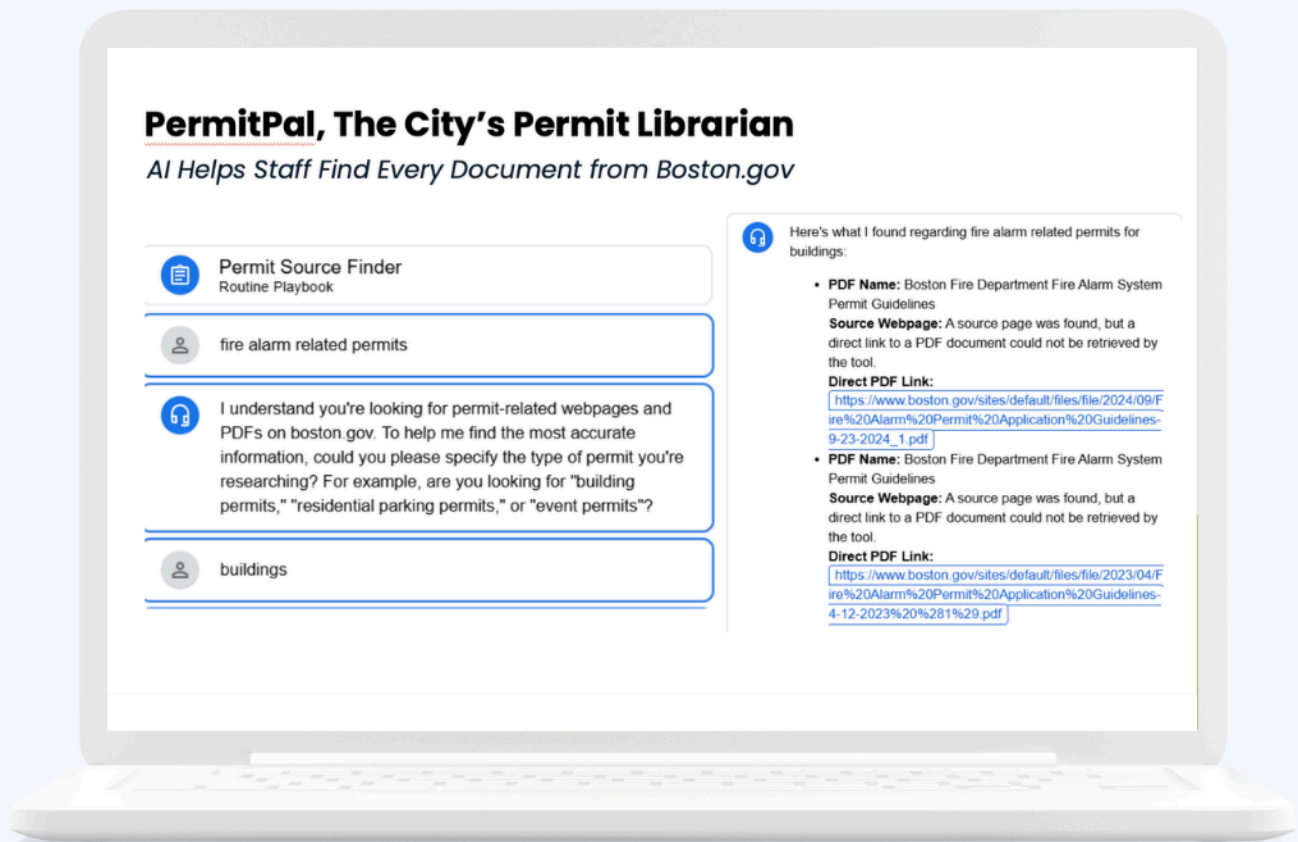 PermitPal, The City's Permit Librarian
AI Helps Staff Find Every Document from Boston.gov
Permit Source Finder
Routine Playbook
fire alarm related permits
I understand you're looking for permit-related webpages and
PDFs on boston.gov. To help me find the most accurate
information, could you please specify the type of permit you're
researching? For example, are you looking for "building
permits," "residential parking permits," or "event permits"?
buildings
Here's what I found regarding fire alarm related permits for
buildings:
• PDF Name: Boston Fire Department Fire Alarm System
Permit Guidelines
Source Webpage: A source page was found, but a
direct link to a PDF document could not be retrieved by
the tool.
Direct PDF Link:
https://www.boston.gov/sites/default/files/file/2024/09/F
ire%20Alarm%20Permit%20Application%20Guidelines-
9-23-2024_1.pdf
• PDF Name: Boston Fire Department Fire Alarm System
Permit Guidelines
Source Webpage: A source page was found, but a
direct link to a PDF document could not be retrieved by
the tool.
Direct PDF Link:
https://www.boston.gov/sites/default/files/file/2023/04/F
ire%20Alarm%20Permit%20Application%20Guidelines-
4-12-2023%20%281%29.pdf